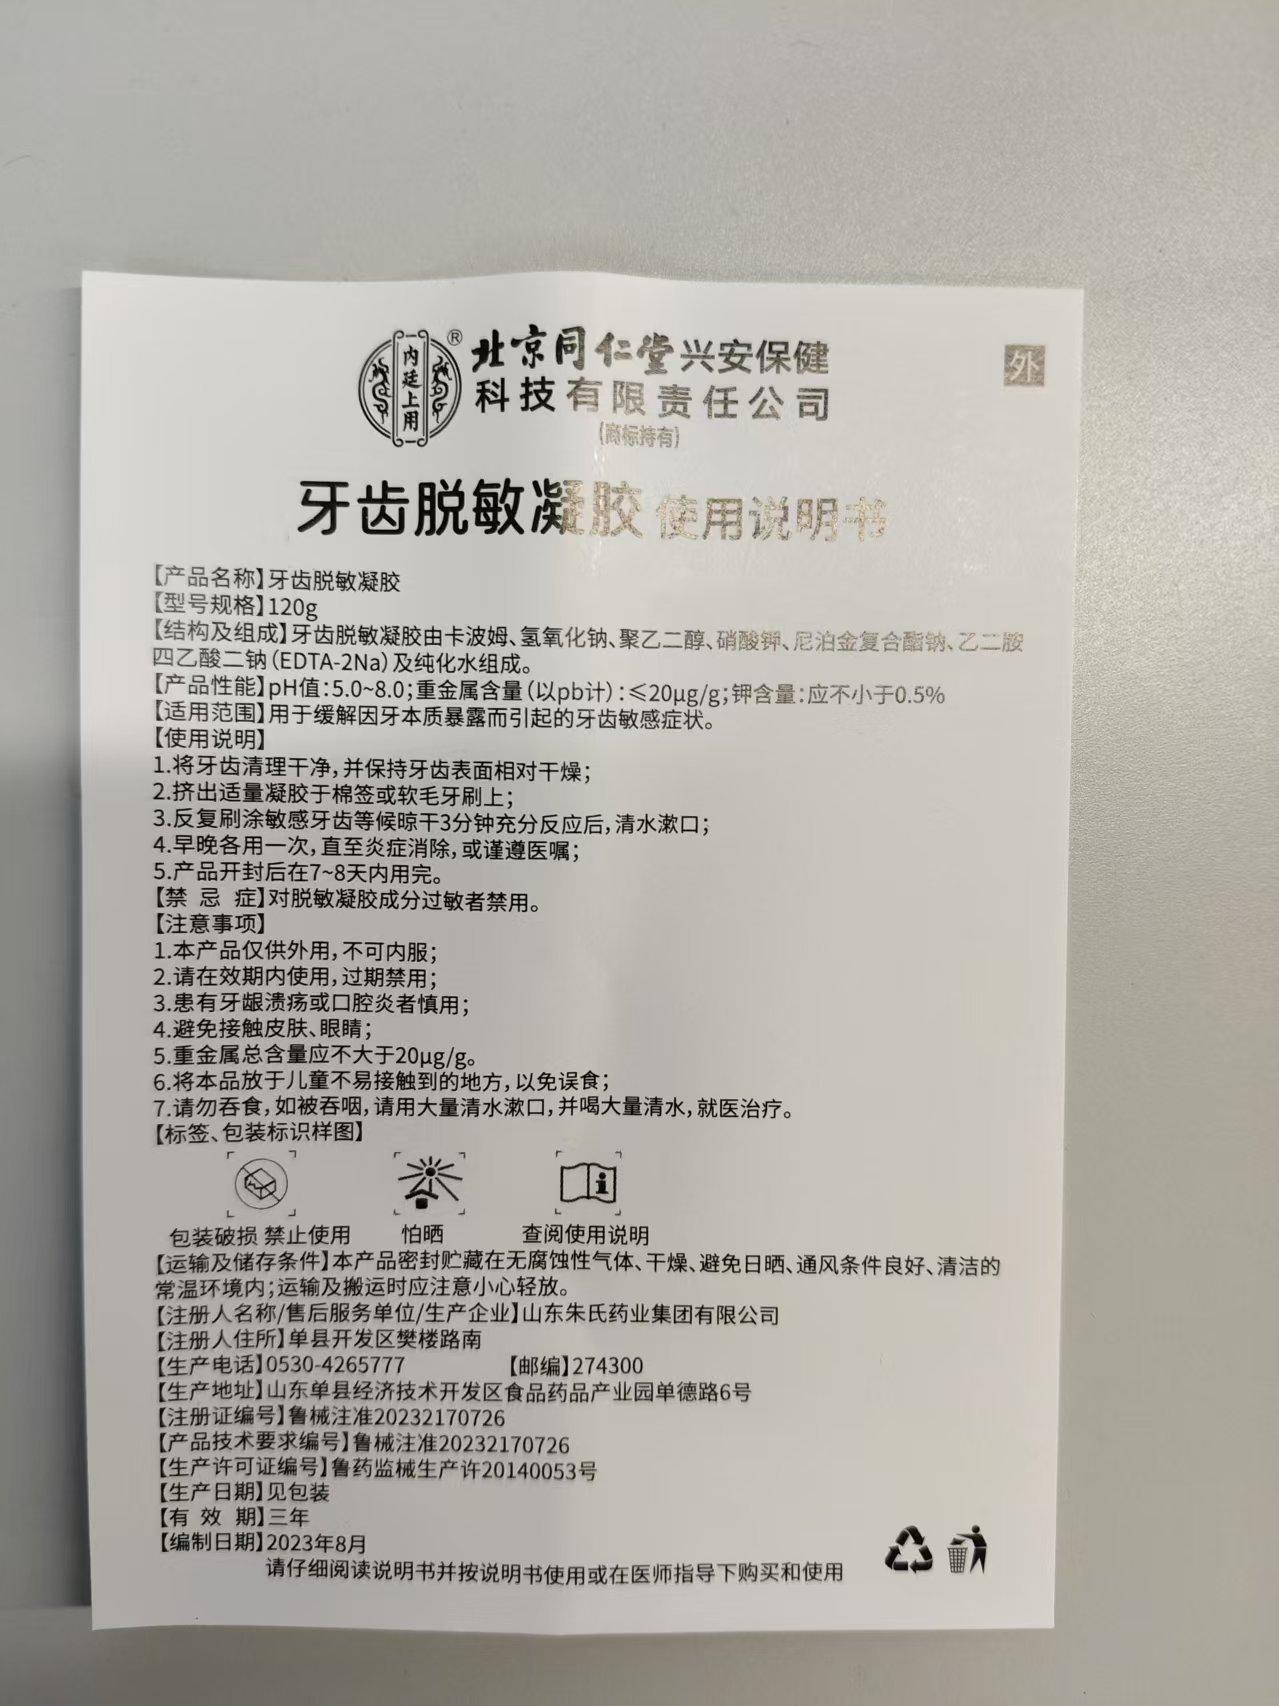 内廷上用
®
北京同仁堂兴安保健
科技有限责任公司
(商标持有)
外
牙齿脱敏凝胶 使用说明书
【产品名称】牙齿脱敏凝胶
【型号规格】120g
【结构及组成】牙齿脱敏凝胶由卡波姆、氢氧化钠、聚乙二醇、硝酸钾、尼泊金复合酯钠、乙二胺
四乙酸二钠（EDTA-2Na）及纯化水组成。
【产品性能】pH值：5.0~8.0；重金属含量（以pb计）：≤20μg/g；钾含量：应不小于0.5%
【适用范围】用于缓解因牙本质暴露而引起的牙齿敏感症状。
【使用说明】
1.将牙齿清理干净，并保持牙齿表面相对干燥；
2.挤出适量凝胶于棉签或软毛牙刷上；
3.反复刷涂敏感牙齿等候晾干3分钟充分反应后，清水漱口；
4.早晚各用一次，直至炎症消除，或谨遵医嘱；
5.产品开封后在7~8天内用完。
【禁 忌 症】对脱敏凝胶成分过敏者禁用。
【注意事项】
1.本产品仅供外用，不可内服；
2.请在效期内使用，过期禁用；
3.患有牙龈溃疡或口腔炎者慎用；
4.避免接触皮肤、眼睛；
5.重金属总含量应不大于20μg/g。
6.将本品放于儿童不易接触到的地方，以免误食；
7.请勿吞食，如被吞咽，请用大量清水漱口，并喝大量清水，就医治疗。
【标签、包装标识样图】
包装破损 禁止使用 怕晒 查阅使用说明
【运输及储存条件】本产品密封贮藏在无腐蚀性气体、干燥、避免日晒、通风条件良好、清洁的
常温环境内；运输及搬运时应注意小心轻放。
【注册人名称/售后服务单位/生产企业】山东朱氏药业集团有限公司
【注册人住所】单县开发区樊楼路南
【生产电话】0530-4265777 【邮编】274300
【生产地址】山东单县经济技术开发区食品药品产业园单德路6号
【注册证编号】鲁械注准20232170726
【产品技术要求编号】鲁械注准20232170726
【生产许可证编号】鲁药监械生产许20140053号
【生产日期】见包装
【有 效 期】三年
【编制日期】2023年8月
请仔细阅读说明书并按说明书使用或在医师指导下购买和使用